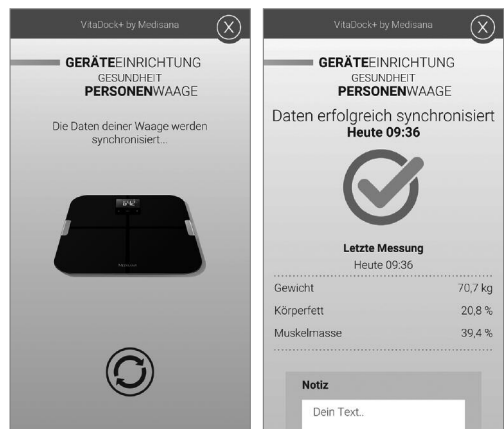 VitaDock+ by Medisana
X
GERÄTEEINRICHTUNG
GESUNDHEIT
PERSONENWAAGE
Die Daten deiner Waage werden
synchronisiert...
VitaDock+ by Medisana
X
GERÄTEEINRICHTUNG
GESUNDHEIT
PERSONENWAAGE
Daten erfolgreich synchronisiert
Heute 09:36
Letzte Messung
Heute 09:36
Gewicht 70,7 kg
Körperfett 20,8 %
Muskelmasse 39,4 %
Notiz
Dein Text..